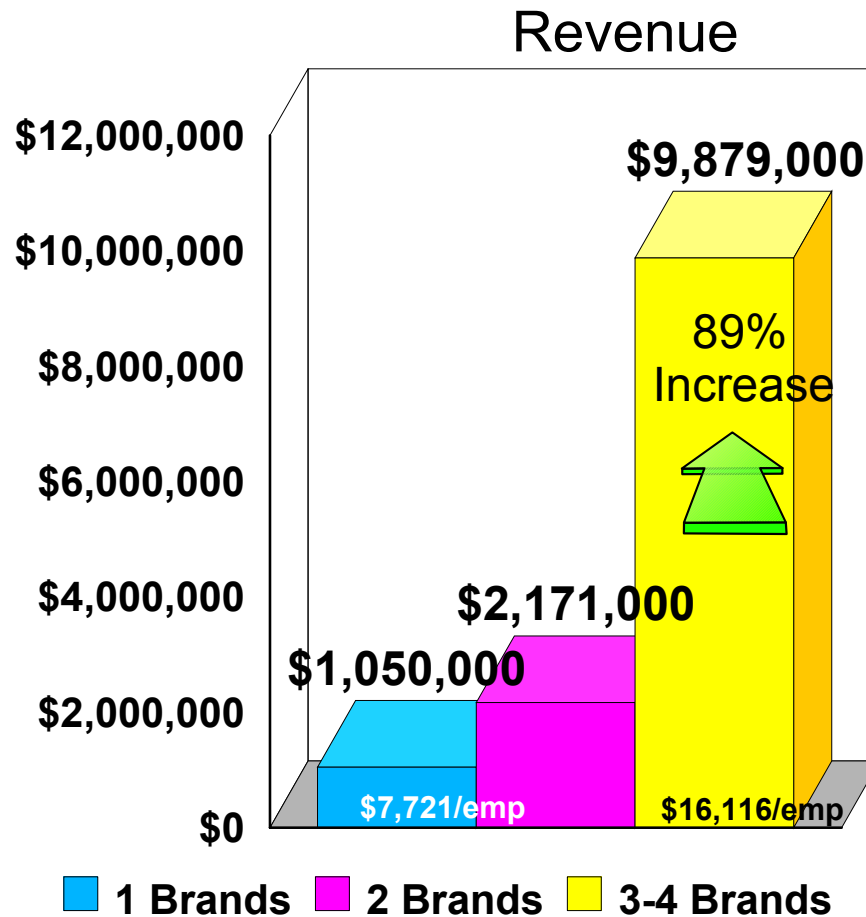 Revenue
$12,000,000
$10,000,000
$8,000,000
$6,000,000
$4,000,000
$2,000,000
$0
$9,879,000
89%
Increase
$2,171,000
$1,050,000
$7,721/emp
$16,116/emp
1 Brands
2 Brands
3-4 Brands